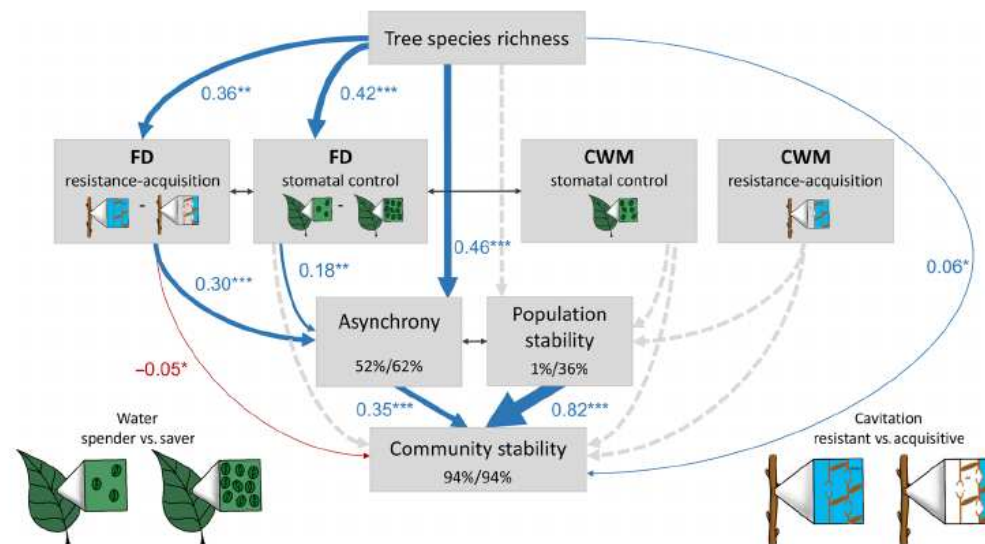 Tree species richness
0.36**
0.42***
FD
resistance-acquisition
-
FD
stomatal control
-
CWM
stomatal control
CWM
resistance-acquisition
0.46***
0.06*
0.30***
0.18**
Asynchrony
52%/62%
Population
stability
1%/36%
–0.05*
0.35***
0.82***
Water
spender vs. saver
Community stability
94%/94%
Cavitation
resistant vs. acquisitive